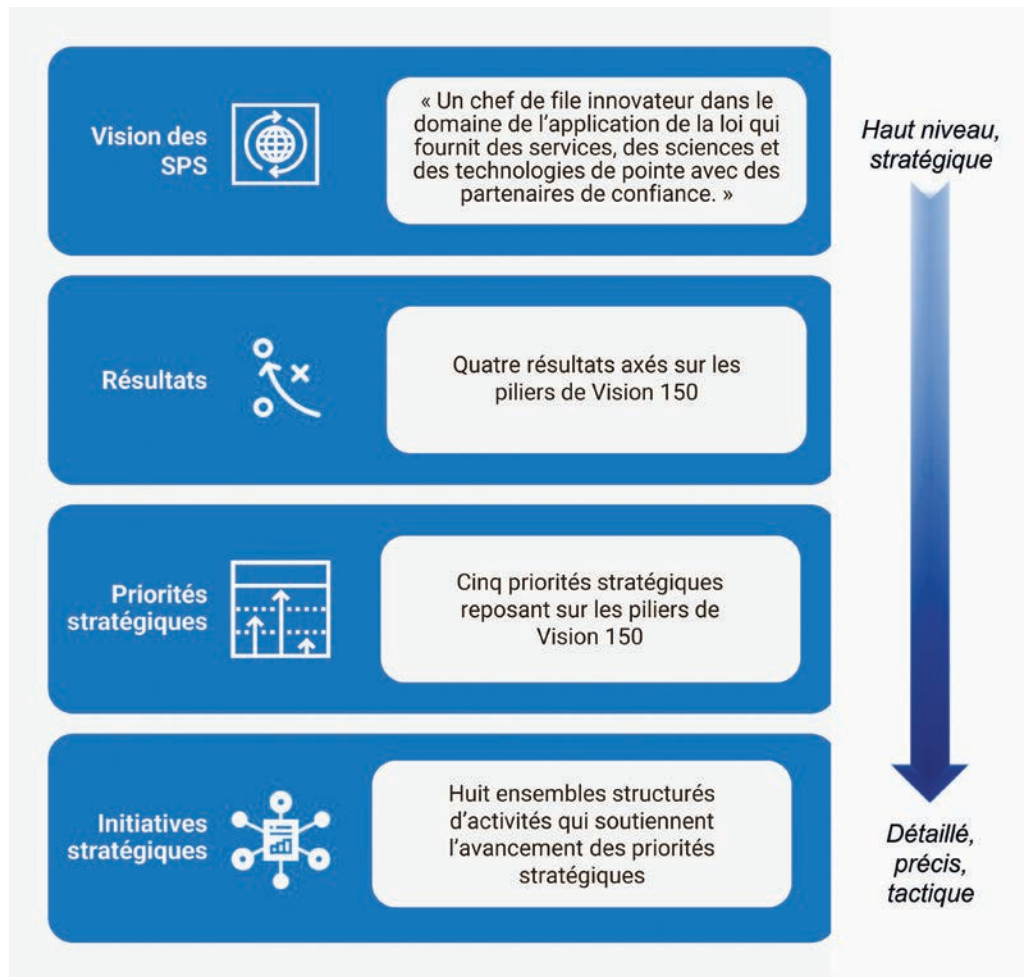 Vision des
SPS
« Un chef de file innovateur dans le
domaine de l’application de la loi qui
fournit des services, des sciences et
des technologies de pointe avec des
partenaires de confiance. »
Haut niveau,
stratégique
Résultats
Quatre résultats axés sur les
piliers de Vision 150
Priorités
stratégiques
Cinq priorités stratégiques
reposant sur les piliers de
Vision 150
Initiatives
stratégiques
Huit ensembles structurés
d’activités qui soutiennent
l’avancement des priorités
stratégiques
Détaillé,
précis,
tactique